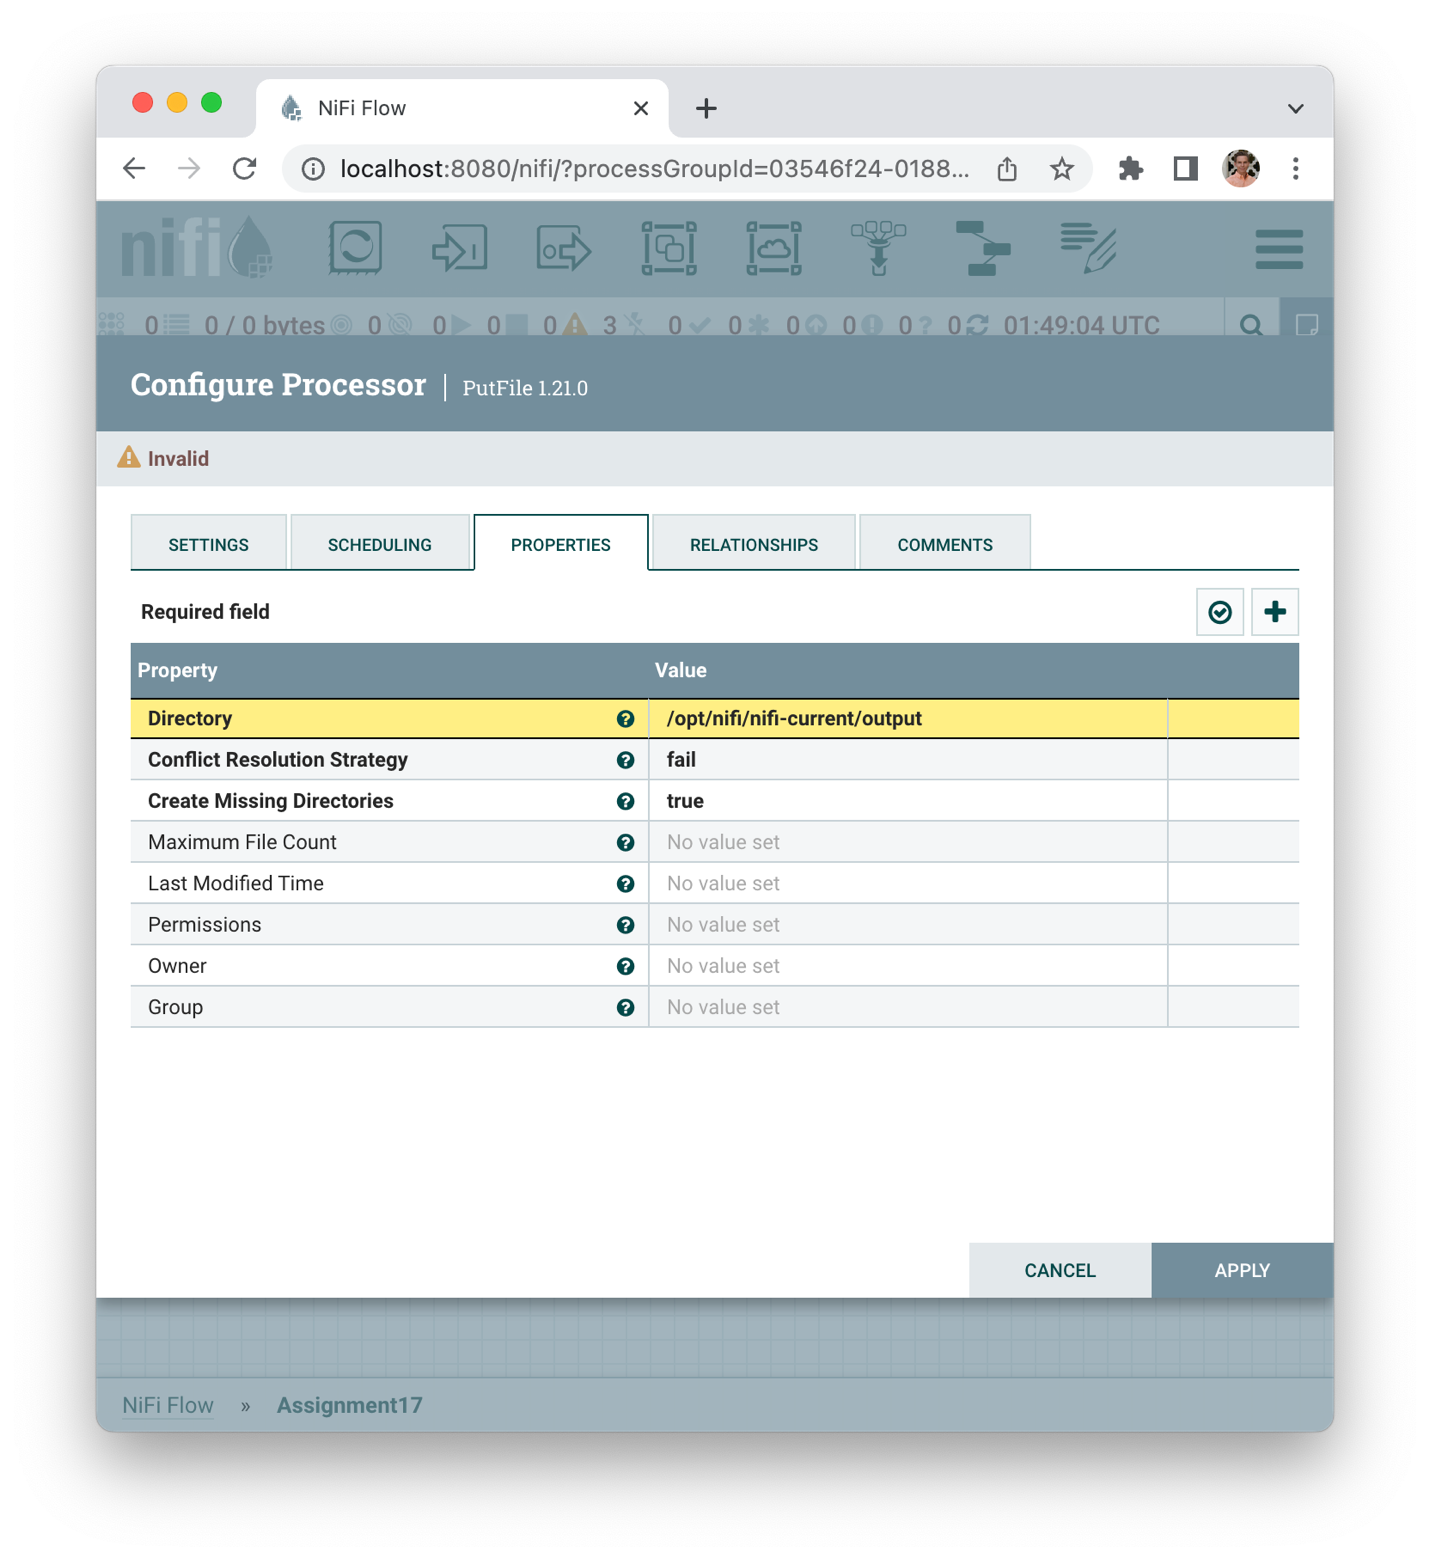 NiFi Flow
localhost:8080/nifi/?processGroupId=03546f24-0188...
nifi
0 0 / 0 bytes 0 0 0 0 3 0 0 0 0 0 0 01:49:04 UTC
Configure Processor | PutFile 1.21.0
Invalid
SETTINGS SCHEDULING PROPERTIES RELATIONSHIPS COMMENTS
Required field
Property Value
Directory /opt/nifi/nifi-current/output
Conflict Resolution Strategy fail
Create Missing Directories true
Maximum File Count No value set
Last Modified Time No value set
Permissions No value set
Owner No value set
Group No value set
CANCEL APPLY
NiFi Flow » Assignment17